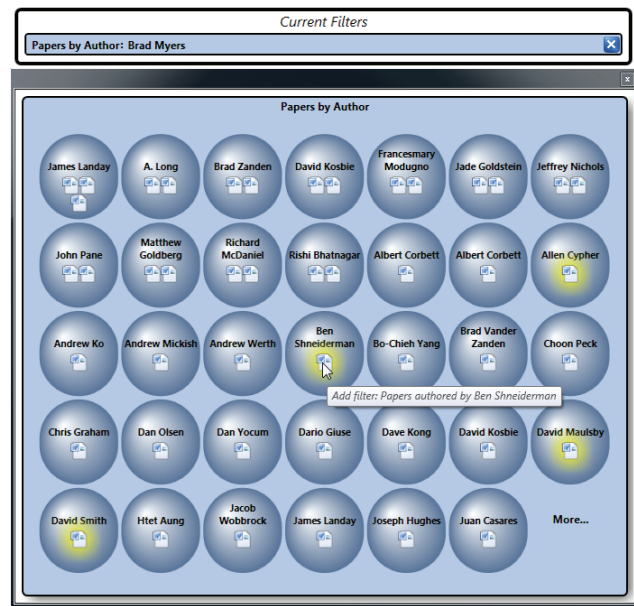 Current Filters
Papers by Author: Brad Myers
Papers by Author
James Landay
A. Long
Brad Zanden
David Kosbie
Francesmary
Modugno
Jade Goldstein
Jeffrey Nichols
John Pane
Matthew
Goldberg
Richard
McDaniel
Rishi Bhatnagar
Albert Corbett
Albert Corbett
Allen Cypher
Andrew Ko
Andrew Mickish
Andrew Werth
Ben
Shneiderman
Bo-Chieh Yang
Brad Vander
Zanden
Choon Peck
Add filter: Papers authored by Ben Shneiderman
Chris Graham
Dan Olsen
Dan Yocum
Dario Giuse
Dave Kong
David Kosbie
David Maulsby
David Smith
Htet Aung
Jacob
Wobbrock
James Landay
Joseph Hughes
Juan Casares
More...